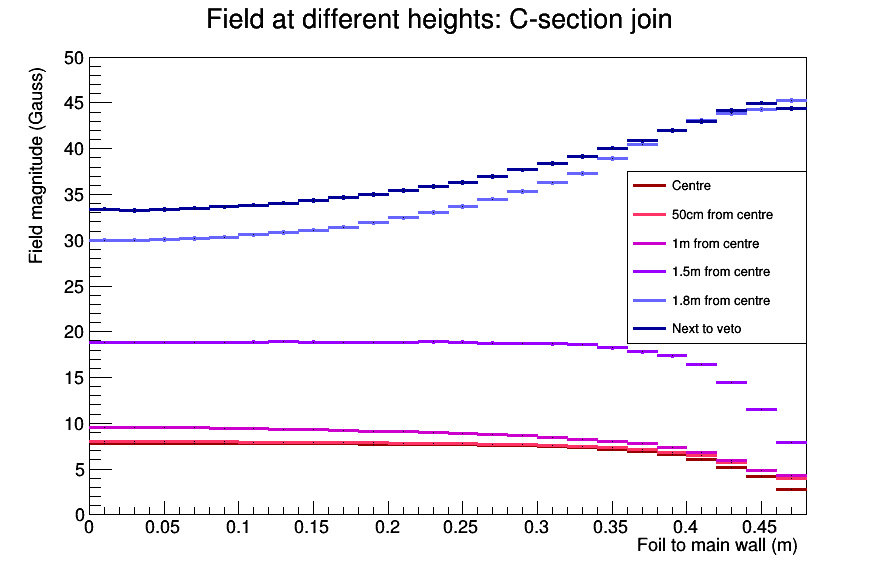 Field at different heights: C-section join
Field magnitude (Gauss)
50
45
40
35
30
25
20
15
10
5
0
Centre
50cm from centre
1m from centre
1.5m from centre
1.8m from centre
Next to veto
0 0.05 0.1 0.15 0.2 0.25 0.3 0.35 0.4 0.45
Foil to main wall (m)